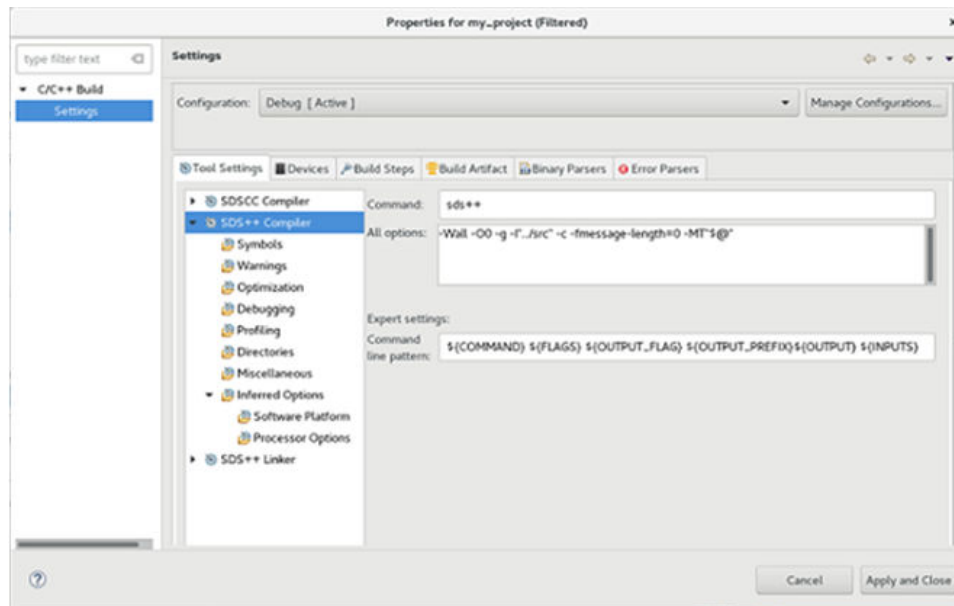 Properties for my_project (Filtered)
type filter text
Settings
C/C++ Build
Settings
Configuration: Debug [ Active ]
Manage Configurations...
Tool Settings Devices Build Steps Build Artifact Binary Parsers Error Parsers
SDSCC Compiler
SDS++ Compiler
Symbols
Warnings
Optimization
Debugging
Profiling
Directories
Miscellaneous
Inferred Options
Software Platform
Processor Options
SDS++ Linker
Command: sds++
All options: -Wall -O0 -g -I"../src" -c -fmessage-length=0 -MT"$@"
Expert settings:
Command
line pattern: ${COMMAND} ${FLAGS} ${OUTPUT_FLAG} ${OUTPUT_PREFIX}${OUTPUT} ${INPUTS}
Cancel
Apply and Close